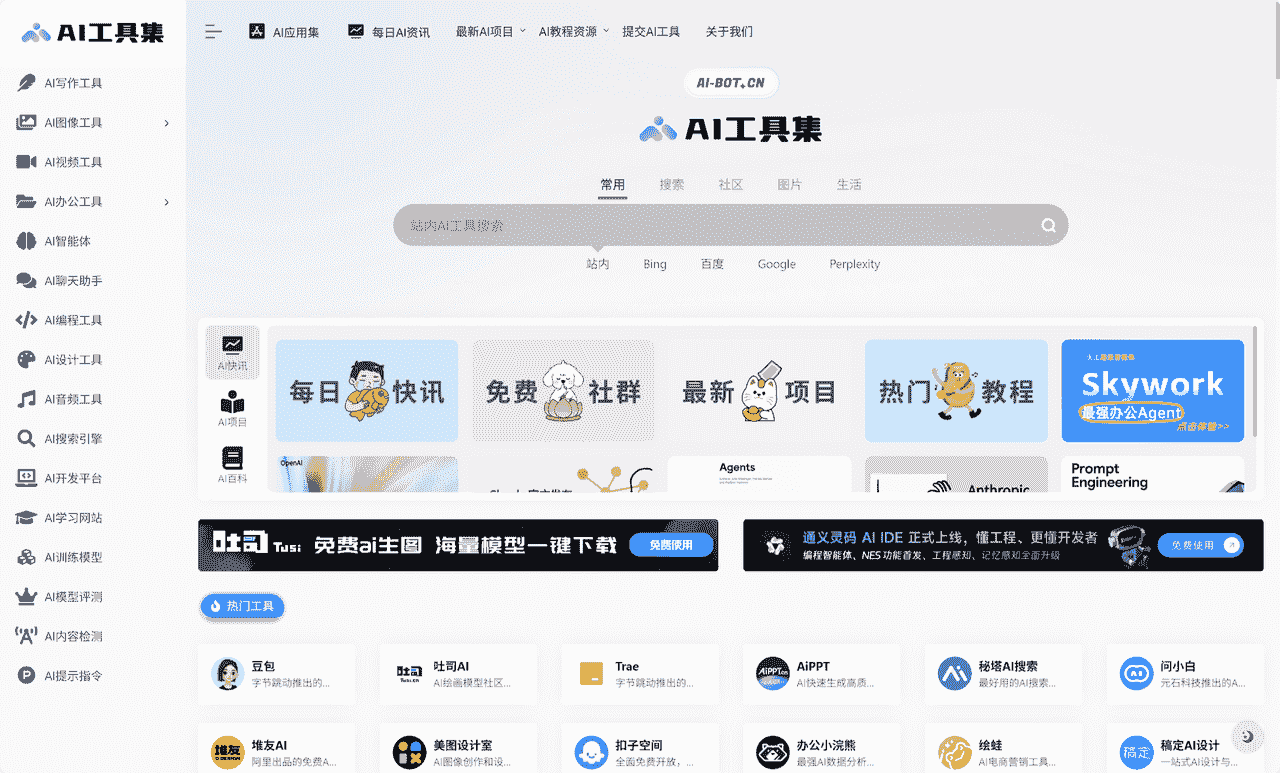 AI工具集
AI应用集
每日AI资讯
最新AI项目
AI教程资源
提交AI工具
关于我们
AI写作工具
AI图像工具
AI视频工具
AI办公工具
AI智能体
AI聊天助手
AI编程工具
AI设计工具
AI音频工具
AI搜索引擎
AI开发平台
AI学习网站
AI训练模型
AI模型评测
AI内容检测
AI提示指令
AI-BOT.CN
AI工具集
常用
搜索
社区
图片
生活
站内AI工具搜索
站内
Bing
百度
Google
Perplexity
AI快讯
AI项目
AI百科
每日快讯
免费社群
最新项目
热门教程
Skywork
最强办公Agent
点击体验>>
OpenAI
Agents
Anthropic
Prompt
Engineering
吐司 Tusi 免费ai生图 海量模型一键下载
免费使用
通义灵码 AI IDE 正式上线，懂工程、更懂开发者
编程智能体、NES 功能首发、工程感知、记忆感知全面升级
免费使用
热门工具
豆包
字节跳动推出的...
吐司AI
AI绘画模型社区...
Trae
字节跳动推出的...
AiPPT
AI快速生成高质...
秘塔AI搜索
最好用的AI搜索...
问小白
元石科技推出的A...
堆友AI
阿里出品的免费A...
美图设计室
AI图像创作和设...
扣子空间
全面免费开放，...
办公小浣熊
最强AI数据分析...
绘蛙
AI电商营销工具...
稿定AI设计
一站式AI设计与...